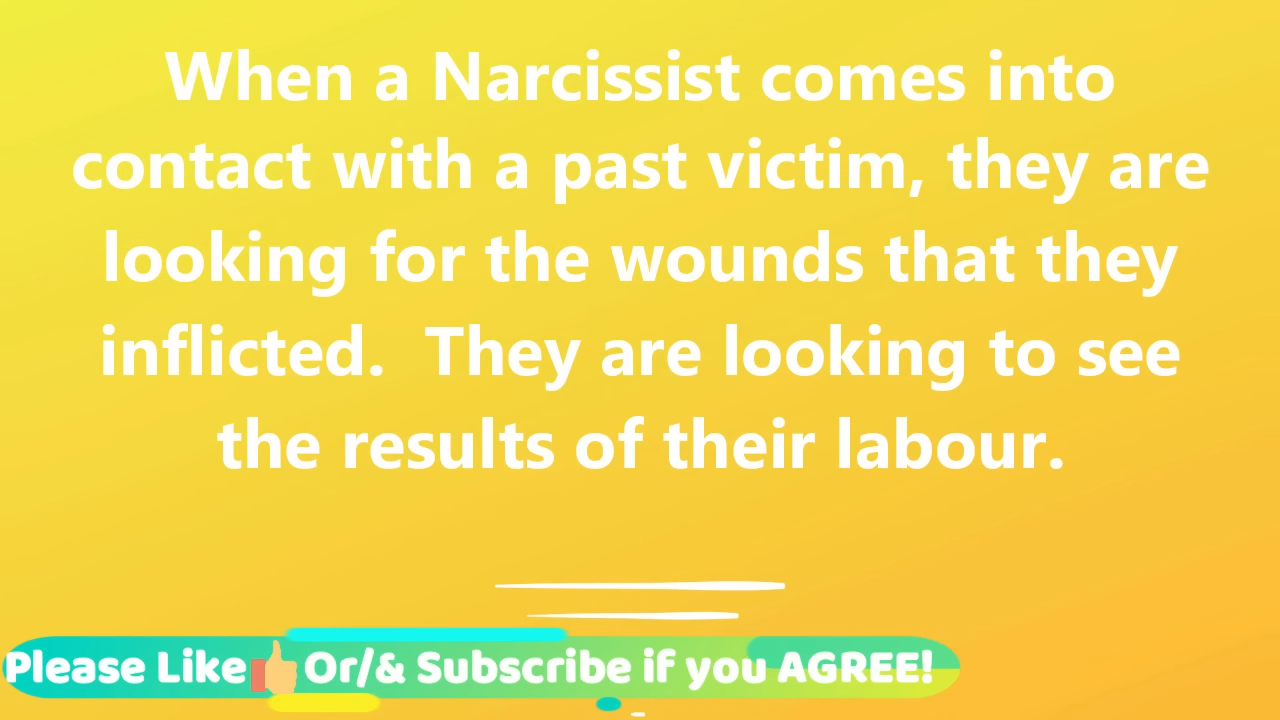 When a Narcissist comes into
contact with a past victim, they are
looking for the wounds that they
inflicted.  They are looking to see
the results of their labour.
Please Like Or/& Subscribe if you AGREE!